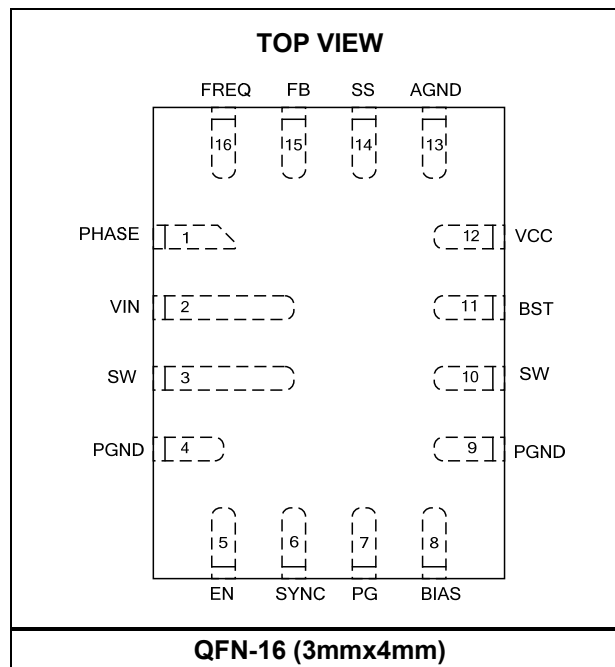 TOP VIEW
FREQ FB SS AGND
16 15 14 13
PHASE 1 12 VCC
VIN 2 11 BST
SW 3 10 SW
PGND 4 9 PGND
5 6 7 8
EN SYNC PG BIAS
QFN-16 (3mmx4mm)